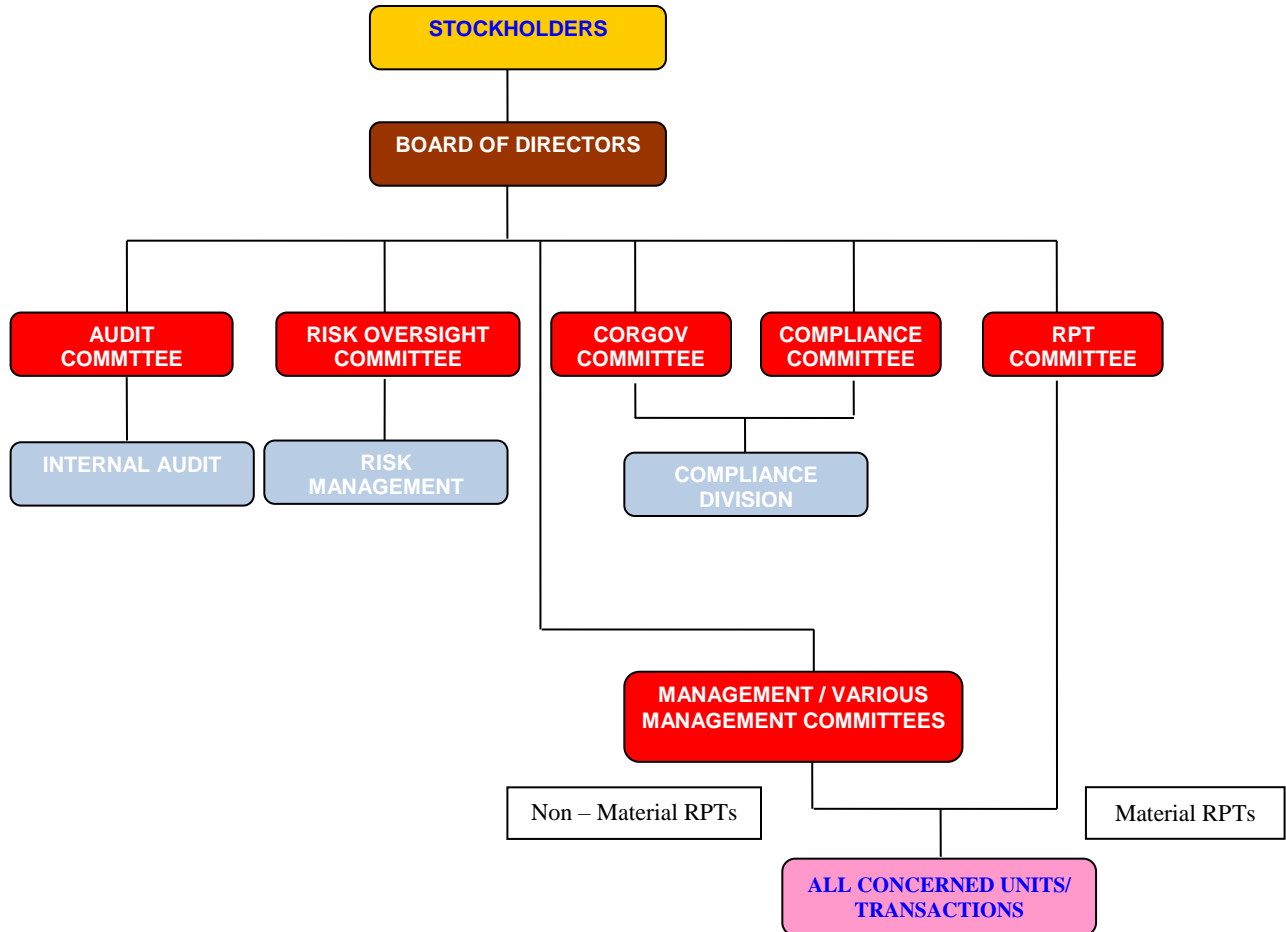 STOCKHOLDERS
BOARD OF DIRECTORS
AUDIT
COMMTTEE
RISK OVERSIGHT
COMMITTEE
CORGOV
COMMITTEE
COMPLIANCE
COMMITTEE
RPT
COMMITTEE
INTERNAL AUDIT
RISK
MANAGEMENT
COMPLIANCE
DIVISION
MANAGEMENT / VARIOUS
MANAGEMENT COMMITTEES
Non – Material RPTs
Material RPTs
ALL CONCERNED UNITS/
TRANSACTIONS